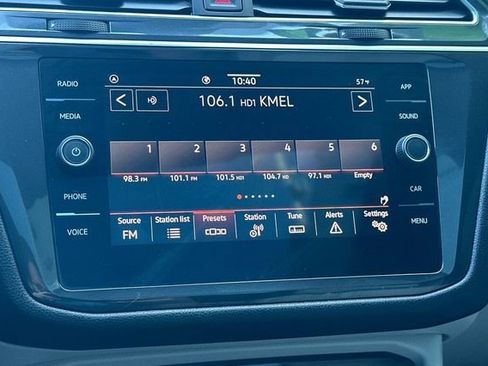 RADIO
MEDIA
PHONE
VOICE
10:40
57°F
< 106.1 HD1 KMEL >
1 2 3 4 5 6
98.3 FM 101.1 FM 101.5 HD1 104.7 HD 97.1 HD1 Empty
Source Station list Presets Station Tune Alerts Settings
FM
APP
SOUND
CAR
MENU